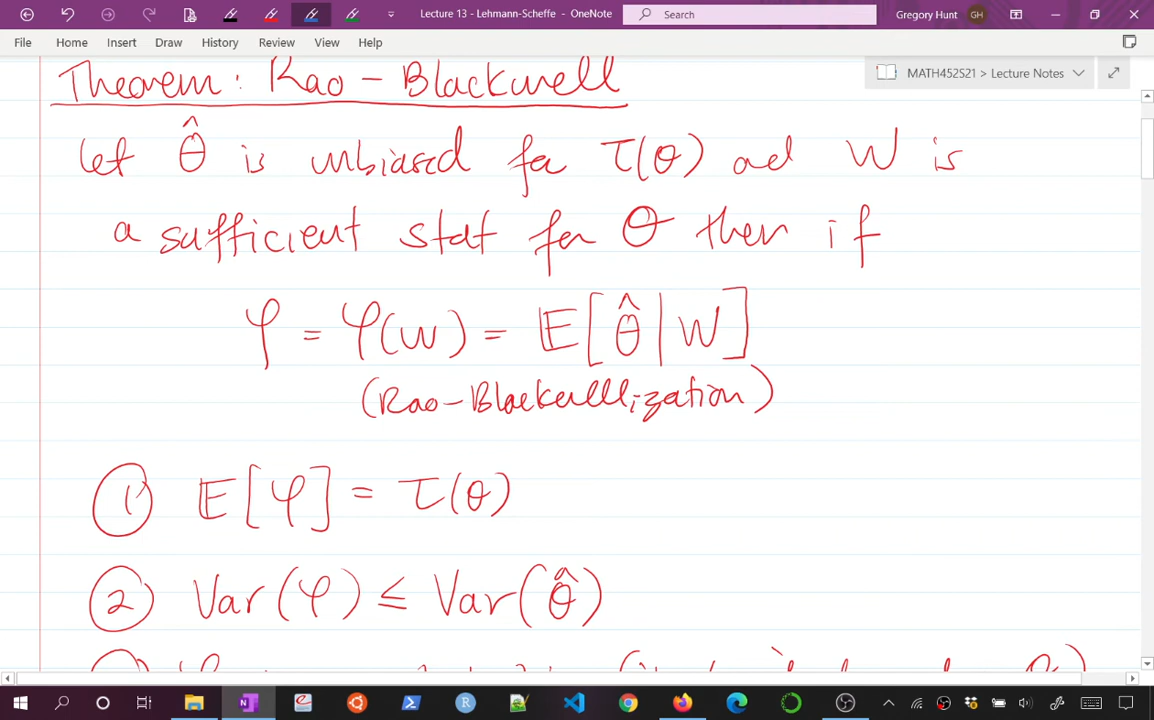 Lecture 13 - Lehmann-Scheffe - OneNote
Search
Gregory Hunt
GH
File Home Insert Draw History Review View Help
MATH452S21 > Lecture Notes
Theorem: Rao - Blackwell
Let θ̂ is unbiased for τ(θ) and W is
a sufficient stat for θ then if
φ = φ(W) = E[θ̂ | W]
(Rao-Blackwelllization)
① E[φ] = τ(θ)
② Var(φ) ≤ Var(θ̂)